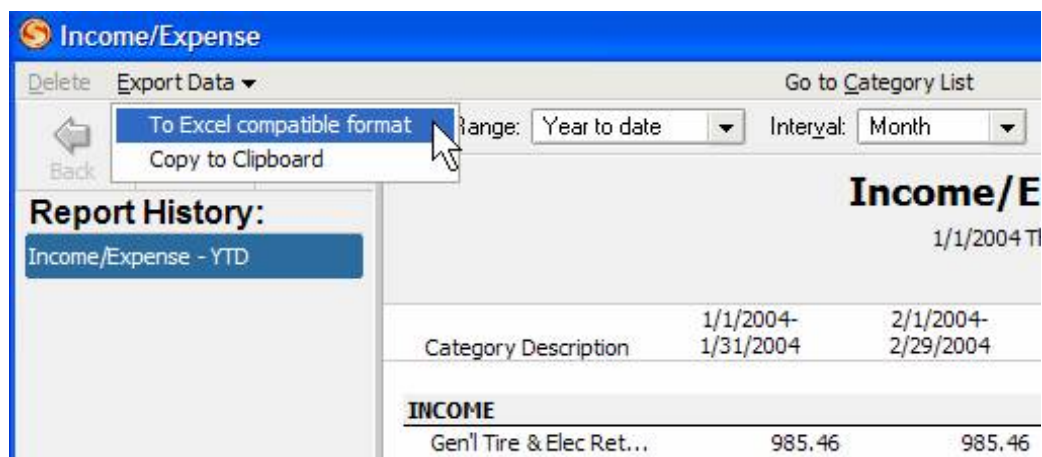 Income/Expense
Delete Export Data Go to Category List
To Excel compatible format
Copy to Clipboard
Range: Year to date Interval: Month
Back
Report History:
Income/Expense - YTD
Income/E
1/1/2004 Th
Category Description 1/1/2004- 1/31/2004 2/1/2004- 2/29/2004
INCOME
Gen'l Tire & Elec Ret... 985.46 985.46